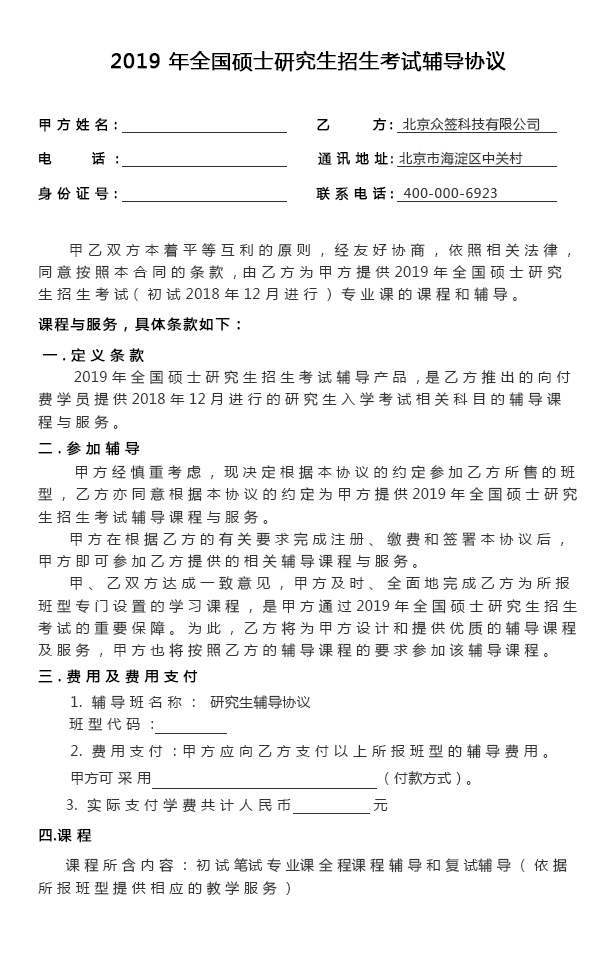 2019 年全国硕士研究生招生考试辅导协议
甲方姓名: 乙 方: 北京众签科技有限公司
电 话 : 通讯地址: 北京市海淀区中关村
身份证号: 联系电话: 400-000-6923
甲乙双方本着平等互利的原则，经友好协商，依照相关法律，
同意按照本合同的条款 ,由乙方为甲方提供 2019 年全国硕士研究
生招生考试（初试 2018 年 12 月进行）专业课的课程和辅导。
课程与服务，具体条款如下：
一 . 定义条款
2019 年全国硕士研究生招生考试辅导产品 ,是乙方推出的向付
费学员提供 2018 年 12 月进行的研究生入学考试相关科目的辅导课
程与服务。
二 . 参加辅导
甲方经慎重考虑，现决定根据本协议的约定参加乙方所售的班
型，乙方亦同意根据本协议的约定为甲方提供 2019 年全国硕士研究
生招生考试辅导课程与服务。
甲方在根据乙方的有关要求完成注册、缴费和签署本协议后，
甲方即可参加乙方提供的相关辅导课程与服务。
甲、乙双方达成一致意见，甲方及时、全面地完成乙方为所报
班型专门设置的学习课程，是甲方通过 2019 年全国硕士研究生招生
考试的重要保障。为此，乙方将为甲方设计和提供优质的辅导课程
及服务，甲方也将按照乙方的辅导课程的要求参加该辅导课程。
三 . 费用及费用支付
1. 辅导班名称： 研究生辅导协议
班型代码 :
2. 费用支付 :甲方应向乙方支付以上所报班型的辅导费用。
甲方可采用 （付款方式）。
3. 实际支付学费共计人民币 元
四.课程
课程所含内容：初试笔试专业课全程课程辅导和复试辅导（依据
所报班型提供相应的教学服务）